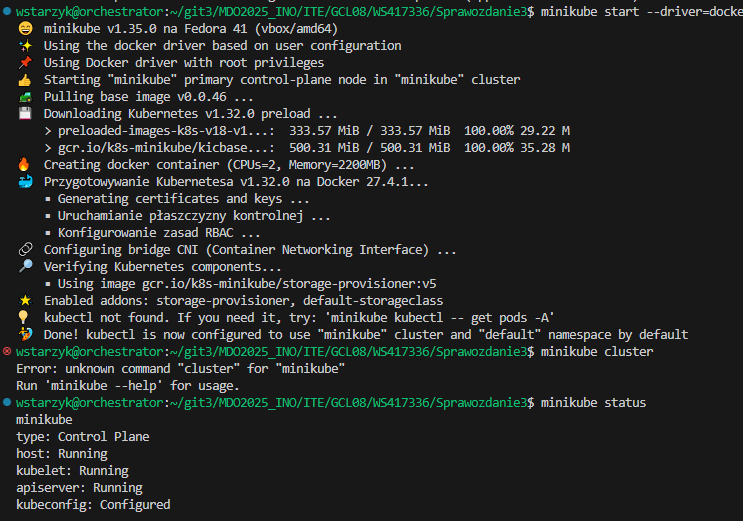 wstarzyk@orchestrator:~/git3/MDO2025_INO/ITE/GCL08/WS417336/Sprawozdanie3$ minikube start --driver=docke
😄 minikube v1.35.0 na Fedora 41 (vbox/amd64)
✨ Using the docker driver based on user configuration
📌 Using Docker driver with root privileges
👍 Starting "minikube" primary control-plane node in "minikube" cluster
🚜 Pulling base image v0.0.46 ...
💾 Downloading Kubernetes v1.32.0 preload ...
> preloaded-images-k8s-v18-v1...: 333.57 MiB / 333.57 MiB 100.00% 29.22 M
> gcr.io/k8s-minikube/kicbase...: 500.31 MiB / 500.31 MiB 100.00% 35.28 M
🔥 Creating docker container (CPUs=2, Memory=2200MB) ...
🐳 Przygotowywanie Kubernetesa v1.32.0 na Docker 27.4.1...
▪ Generating certificates and keys ...
▪ Uruchamianie płaszczyzny kontrolnej ...
▪ Konfigurowanie zasad RBAC ...
🔗 Configuring bridge CNI (Container Networking Interface) ...
🔎 Verifying Kubernetes components...
▪ Using image gcr.io/k8s-minikube/storage-provisioner:v5
🌟 Enabled addons: storage-provisioner, default-storageclass
💡 kubectl not found. If you need it, try: 'minikube kubectl -- get pods -A'
🏄 Done! kubectl is now configured to use "minikube" cluster and "default" namespace by default
wstarzyk@orchestrator:~/git3/MDO2025_INO/ITE/GCL08/WS417336/Sprawozdanie3$ minikube cluster
Error: unknown command "cluster" for "minikube"
Run 'minikube --help' for usage.
wstarzyk@orchestrator:~/git3/MDO2025_INO/ITE/GCL08/WS417336/Sprawozdanie3$ minikube status
minikube
type: Control Plane
host: Running
kubelet: Running
apiserver: Running
kubeconfig: Configured